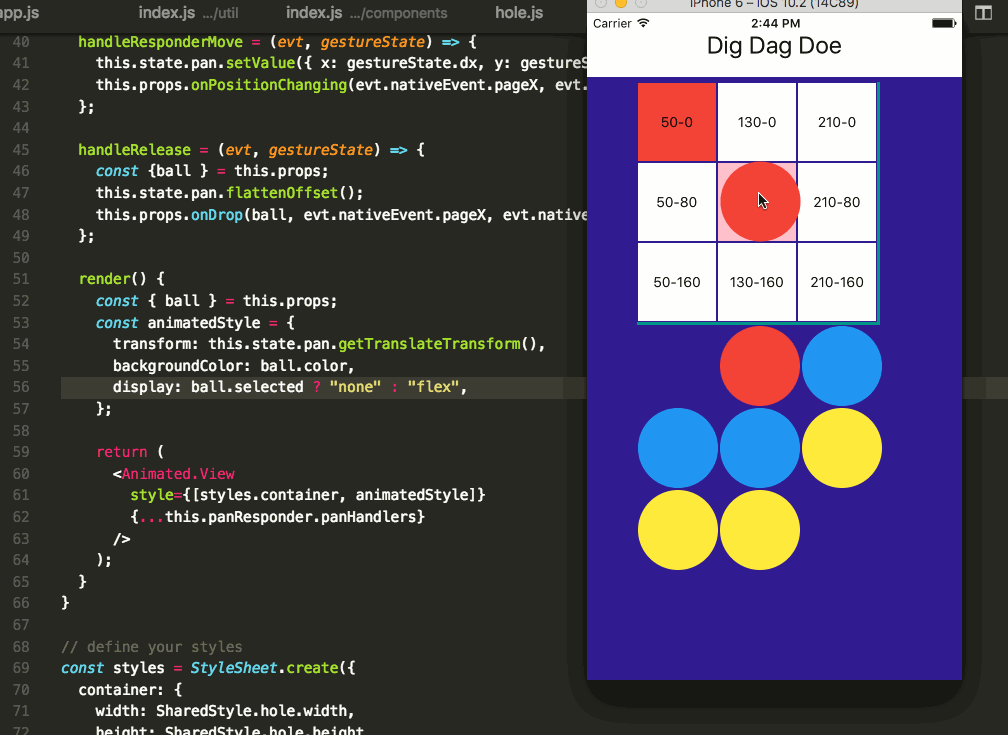 app.js index.js …/util index.js …/components hole.js
40 handleResponderMove = (evt, gestureState) => {
41 this.state.pan.setValue({ x: gestureState.dx, y: gestureS
42 this.props.onPositionChanging(evt.nativeEvent.pageX, evt.
43 };
44
45 handleRelease = (evt, gestureState) => {
46 const {ball } = this.props;
47 this.state.pan.flattenOffset();
48 this.props.onDrop(ball, evt.nativeEvent.pageX, evt.native
49 };
50
51 render() {
52 const { ball } = this.props;
53 const animatedStyle = {
54 transform: this.state.pan.getTranslateTransform(),
55 backgroundColor: ball.color,
56 display: ball.selected ? "none" : "flex",
57 };
58
59 return (
60 <Animated.View
61 style={[styles.container, animatedStyle]}
62 {...this.panResponder.panHandlers}
63 />
64 );
65 }
66 }
67
68 // define your styles
69 const styles = StyleSheet.create({
70 container: {
71 width: SharedStyle.hole.width,
72 height: SharedStyle.hole.height
iPhone 6 – iOS 10.2 (14C89)
Carrier 2:44 PM
Dig Dag Doe
50-0 130-0 210-0
50-80 210-80
50-160 130-160 210-160